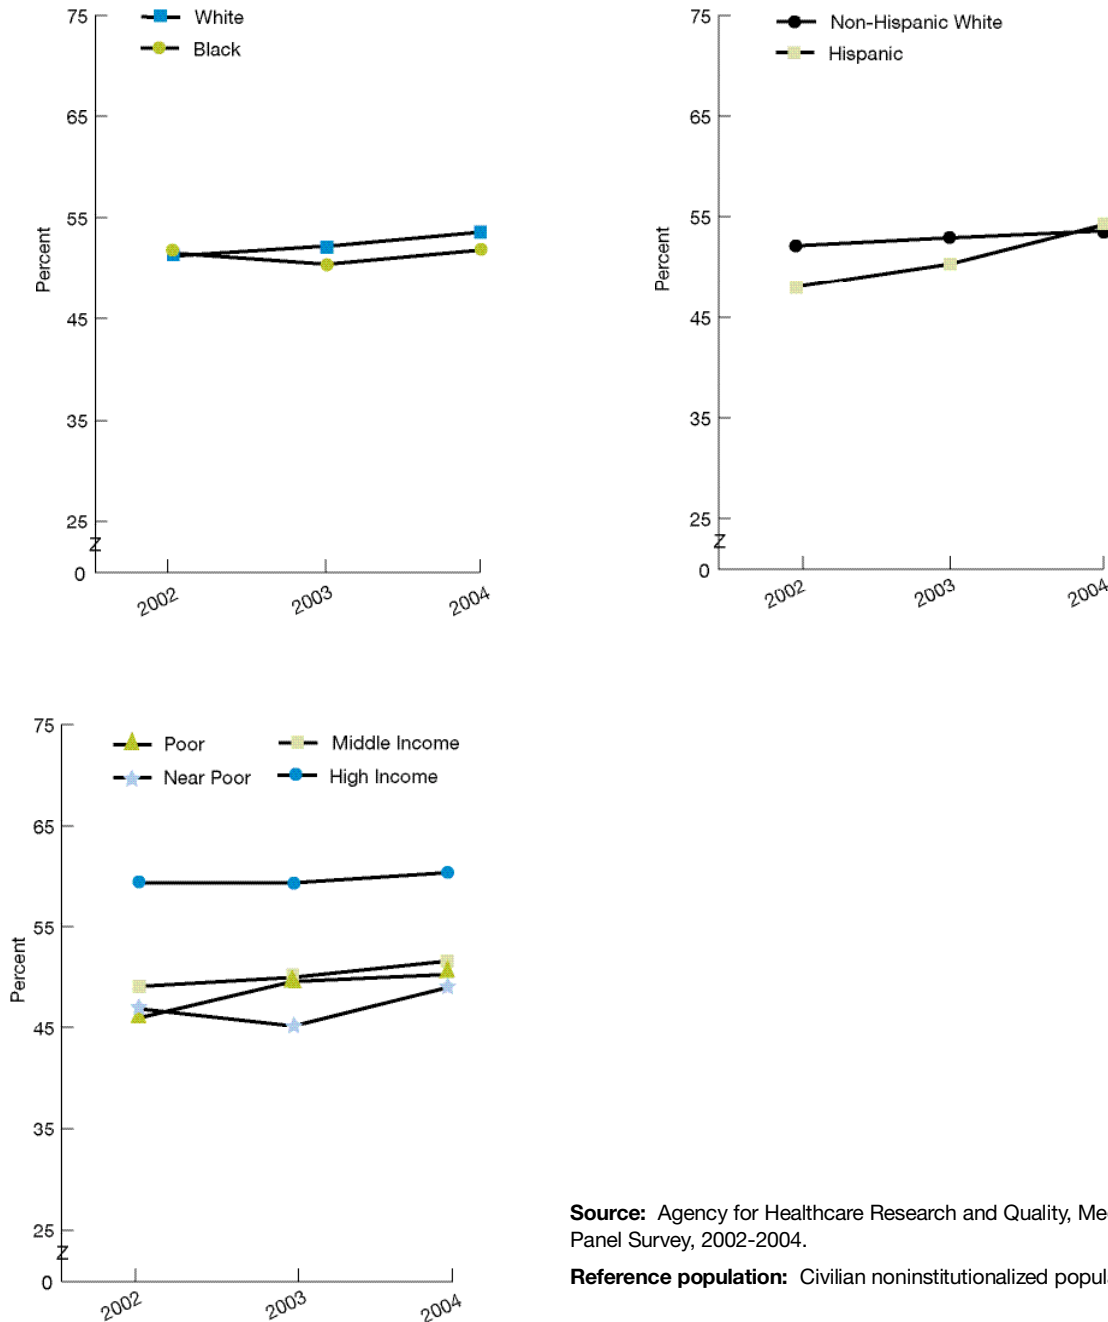 75
White
Black
65
55
Percent
45
35
25
Z
0
2002
2003
2004
75
Non-Hispanic White
Hispanic
65
55
Percent
45
35
25
Z
0
2002
2003
2004
75
Poor
Middle Income
Near Poor
High Income
65
55
Percent
45
35
25
Z
0
2002
2003
2004
Source: Agency for Healthcare Research and Quality,
Panel Survey, 2002-2004.
Reference population: Civilian noninstitutionalized